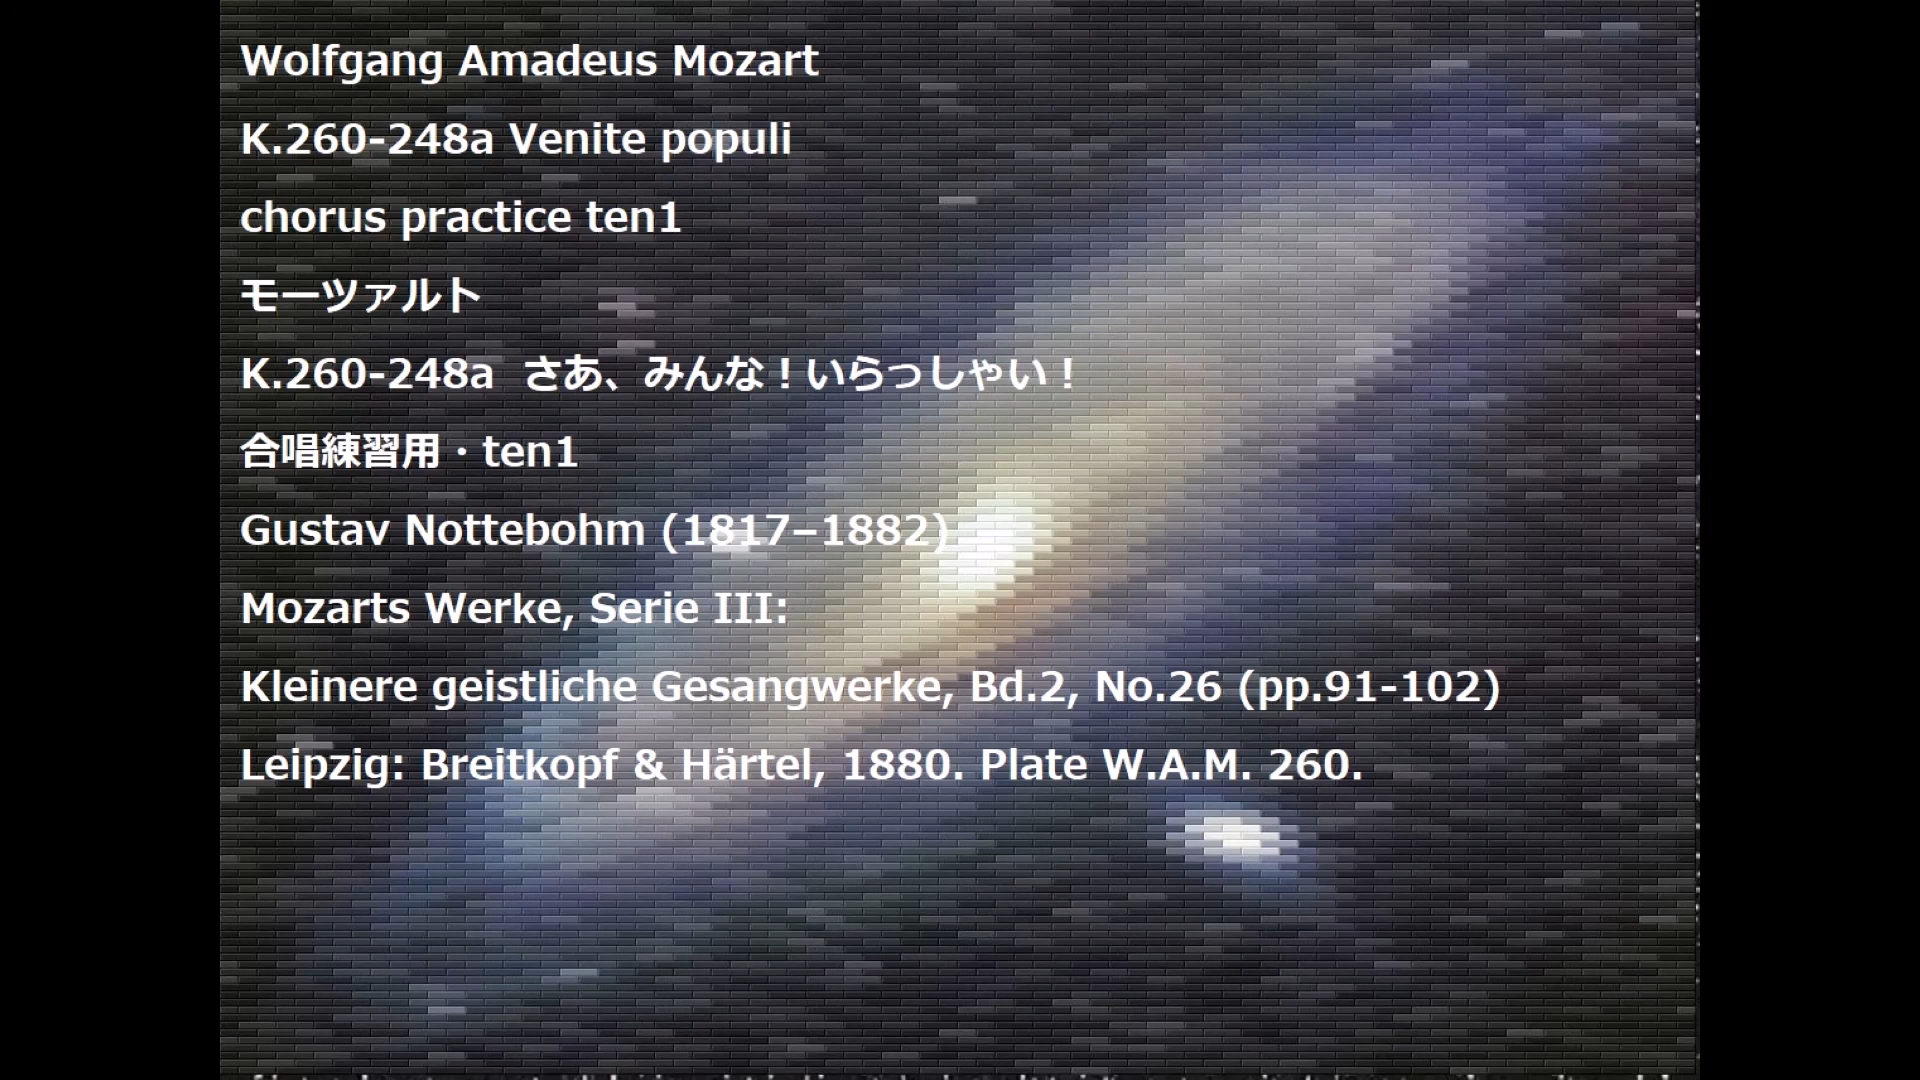 Wolfgang Amadeus Mozart
K.260-248a Venite populi
chorus practice ten1
モーツァルト
K.260-248a さあ、みんな！いらっしゃい！
合唱練習用・ten1
Gustav Nottebohm (1817–1882)
Mozarts Werke, Serie III:
Kleinere geistliche Gesangwerke, Bd.2, No.26 (pp.91-102)
Leipzig: Breitkopf & Härtel, 1880. Plate W.A.M. 260.